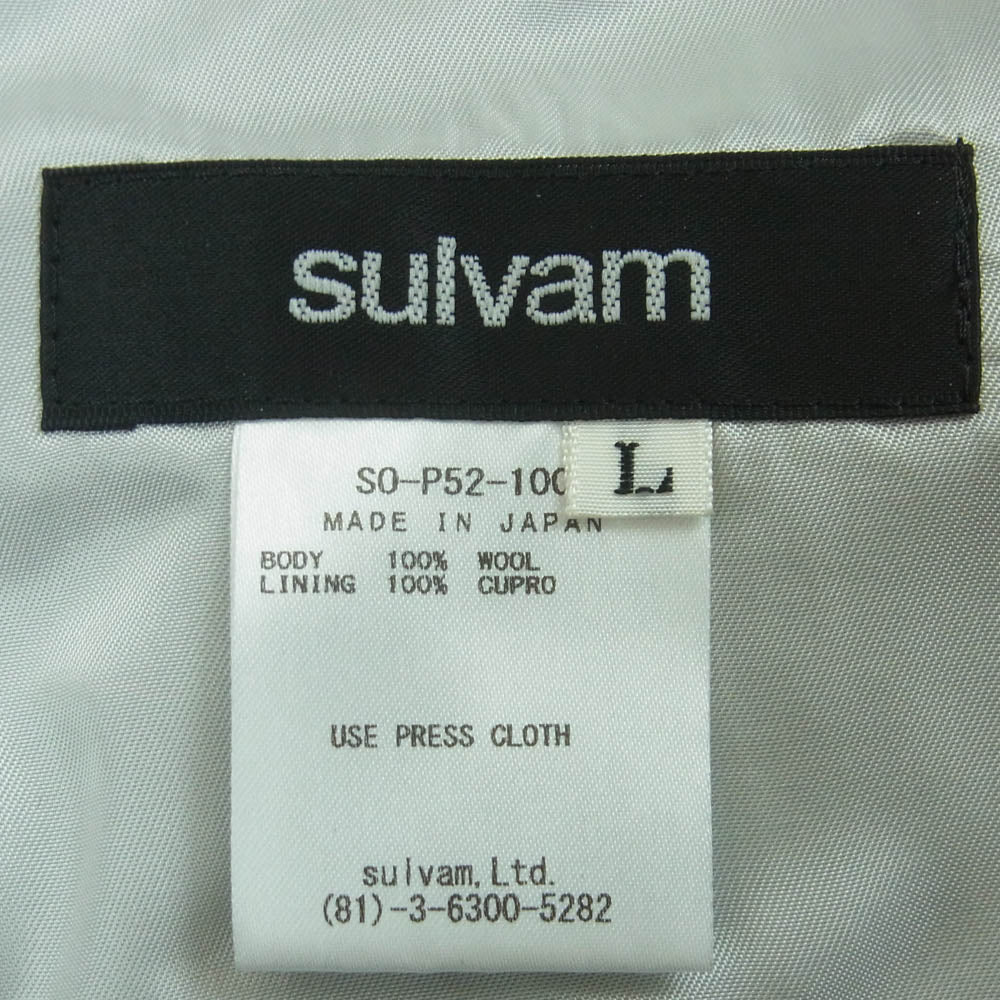 sulvam
L
SO-P52-100
MADE IN JAPAN
BODY 100% WOOL
LINING 100% CUPRO
USE PRESS CLOTH
sulvam, Ltd.
(81)-3-6300-5282